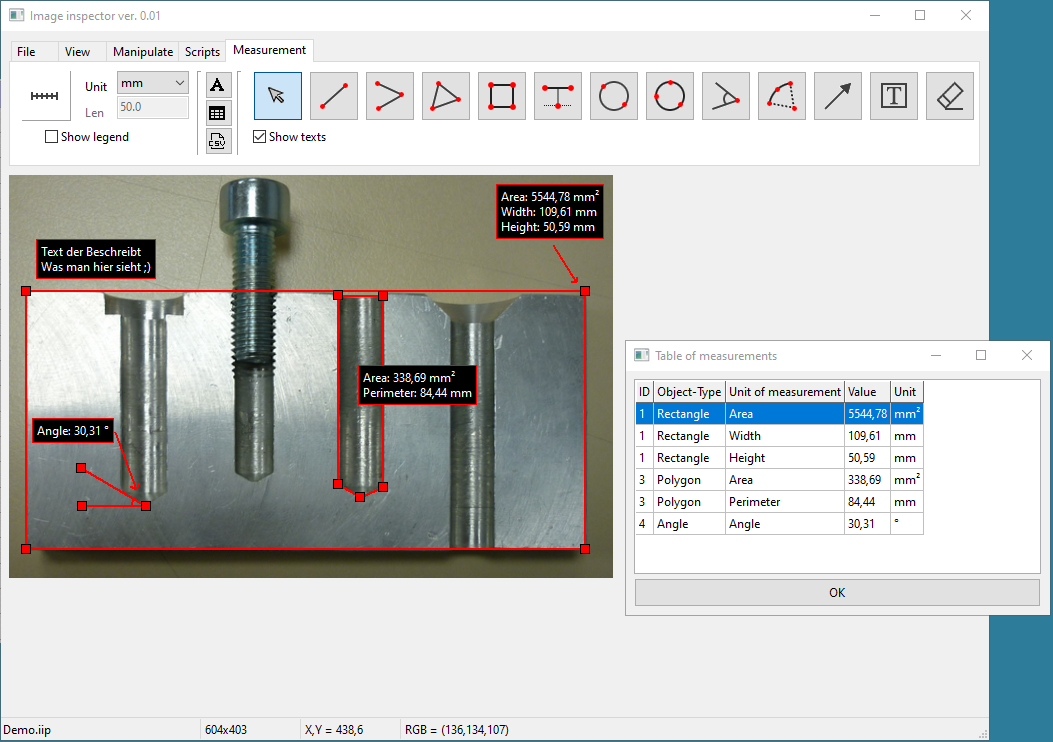 Image inspector ver. 0.01
File View Manipulate Scripts Measurement
Unit mm
Len 50.0
Show legend
A
CSV
T
Show texts
Area: 5544,78 mm²
Width: 109,61 mm
Height: 50,59 mm
Text der Beschreibt
Was man hier sieht ;)
Area: 338,69 mm²
Perimeter: 84,44 mm
Angle: 30,31 °
Table of measurements
ID Object-Type Unit of measurement Value Unit
1 Rectangle Area 5544,78 mm²
1 Rectangle Width 109,61 mm
1 Rectangle Height 50,59 mm
3 Polygon Area 338,69 mm²
3 Polygon Perimeter 84,44 mm
4 Angle Angle 30,31 °
OK
Demo.iip 604x403 X,Y = 438,6 RGB = (136,134,107)